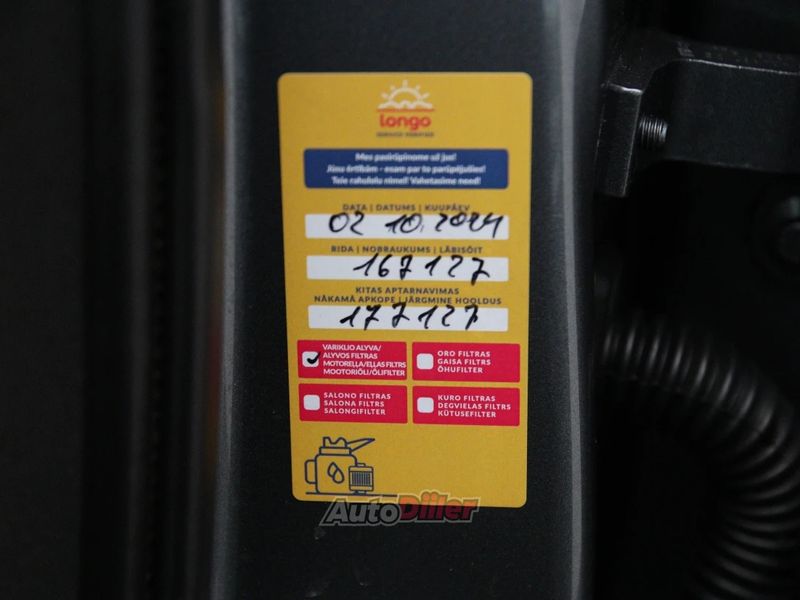 longo
Mes pasirūpinome už jus!
Jūsu ērtībām - esam par to parūpējušies!
Teie rahulolu nimel! Vahetasime need!
DATA | DATUMS | KUUPÄEV
02 10.2024
RIDA | NOBRAUKUMS | LÄBISÕIT
167127
KITAS APTARNAVIMAS
NĀKAMĀ APKOPE | JÄRGMINE HOOLDUS
177127
VARIKLIO ALYVA/
ALYVOS FILTRAS
MOTOREĻĻA/EĻĻAS FILTRS
MOOTORIÕLI/ÕLIFILTER
ORO FILTRAS
GAISA FILTRS
ÕHUFILTER
SALONO FILTRAS
SALONA FILTRS
SALONGIFILTER
KURO FILTRAS
DEGVIELAS FILTRS
KÜTUSEFILTER
AutoDiiler